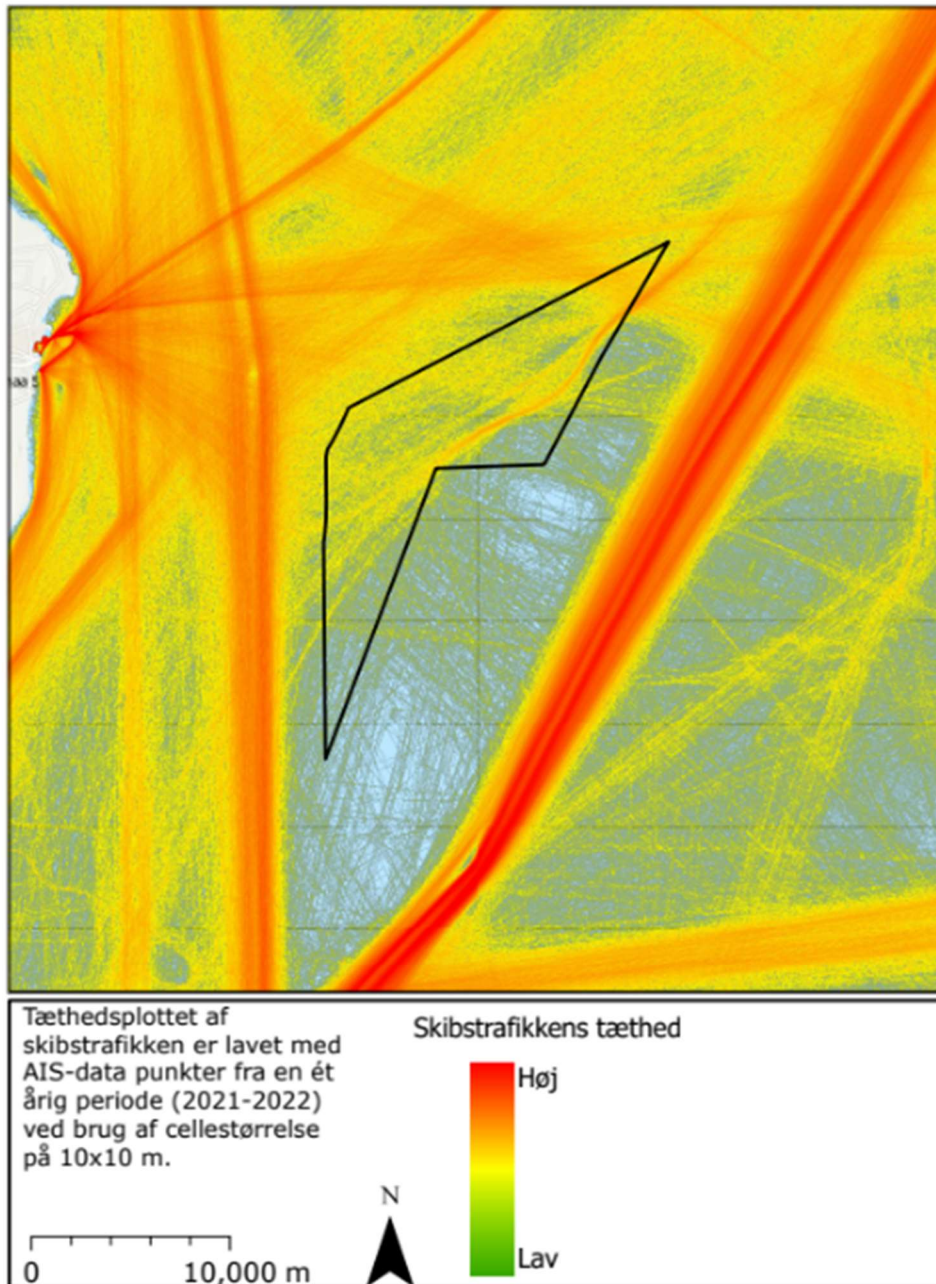 Tæthedsplottet af
skibstrafikken er lavet med
AIS-data punkter fra en ét
årig periode (2021-2022)
ved brug af cellestørrelse
på 10x10 m.
Skibstrafikkens tæthed
Høj
Lav
N
0 10,000 m